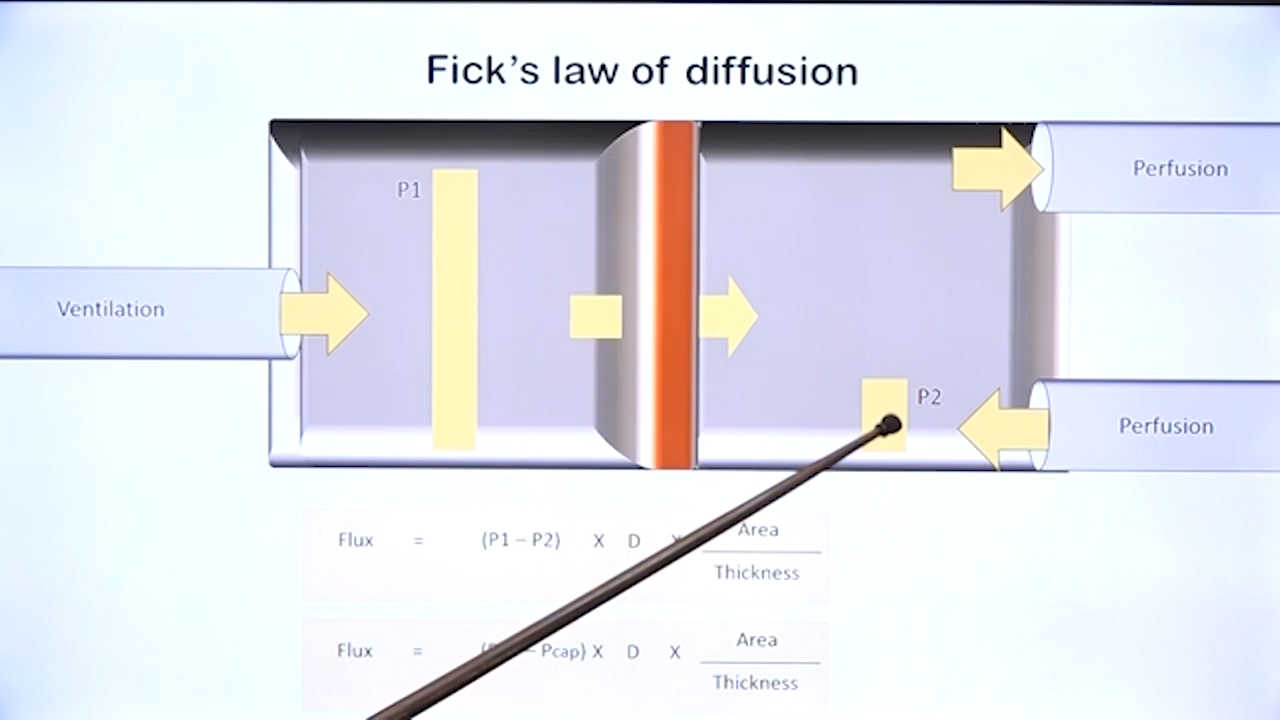 Fick's law of diffusion
Perfusion
P1
Ventilation
P2
Perfusion
Flux = (P1 – P2) X D X Area
Thickness
Flux = – Pcap) X D X Area
Thickness